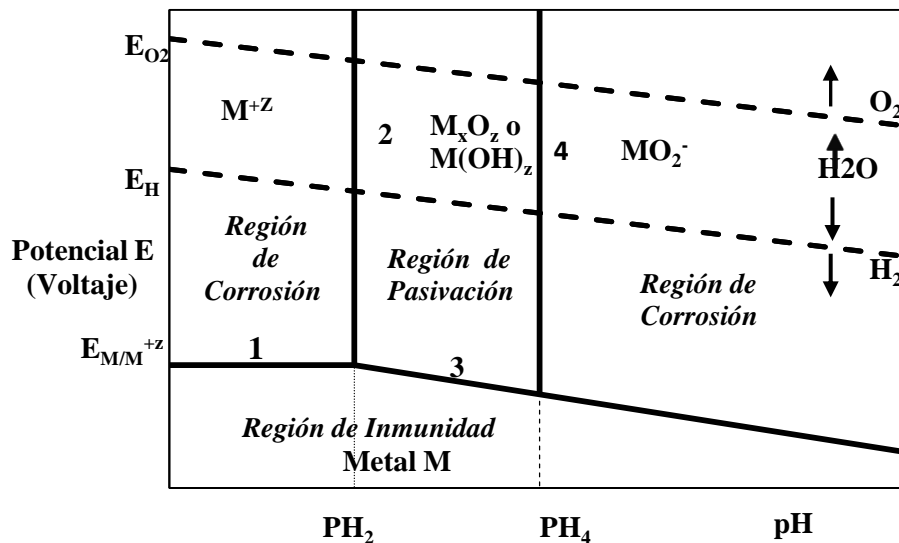 E_O2
M^+Z
2
M_xO_z o
M(OH)_z
4
MO_2^-
O_2
H2O
E_H
Región
de
Corrosión
Región de
Pasivación
Región de
Corrosión
H_2
Potencial E
(Voltaje)
E_M/M^+z
1
3
Región de Inmunidad
Metal M
PH_2
PH_4
pH